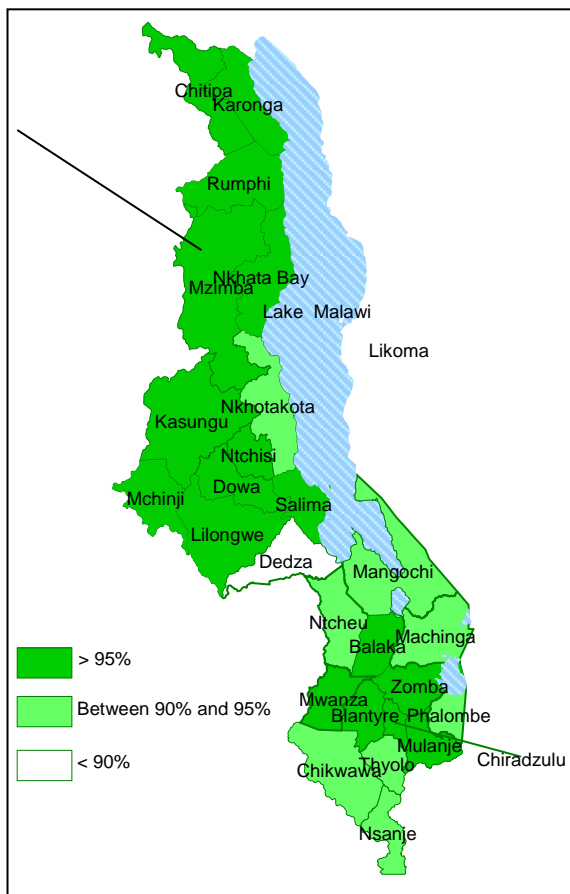 Chitipa
Karonga
Rumphi
Nkhata Bay
Mzimba
Lake Malawi
Likoma
Nkhotakota
Kasungu
Ntchisi
Dowa
Mchinji
Salima
Lilongwe
Dedza
Mangochi
Ntcheu
Machinga
Balaka
> 95%
Zomba
Mwanza
Between 90% and 95%
Blantyre
Phalombe
Mulanje
Chiradzulu
< 90%
Thyolo
Chikwawa
Nsanje